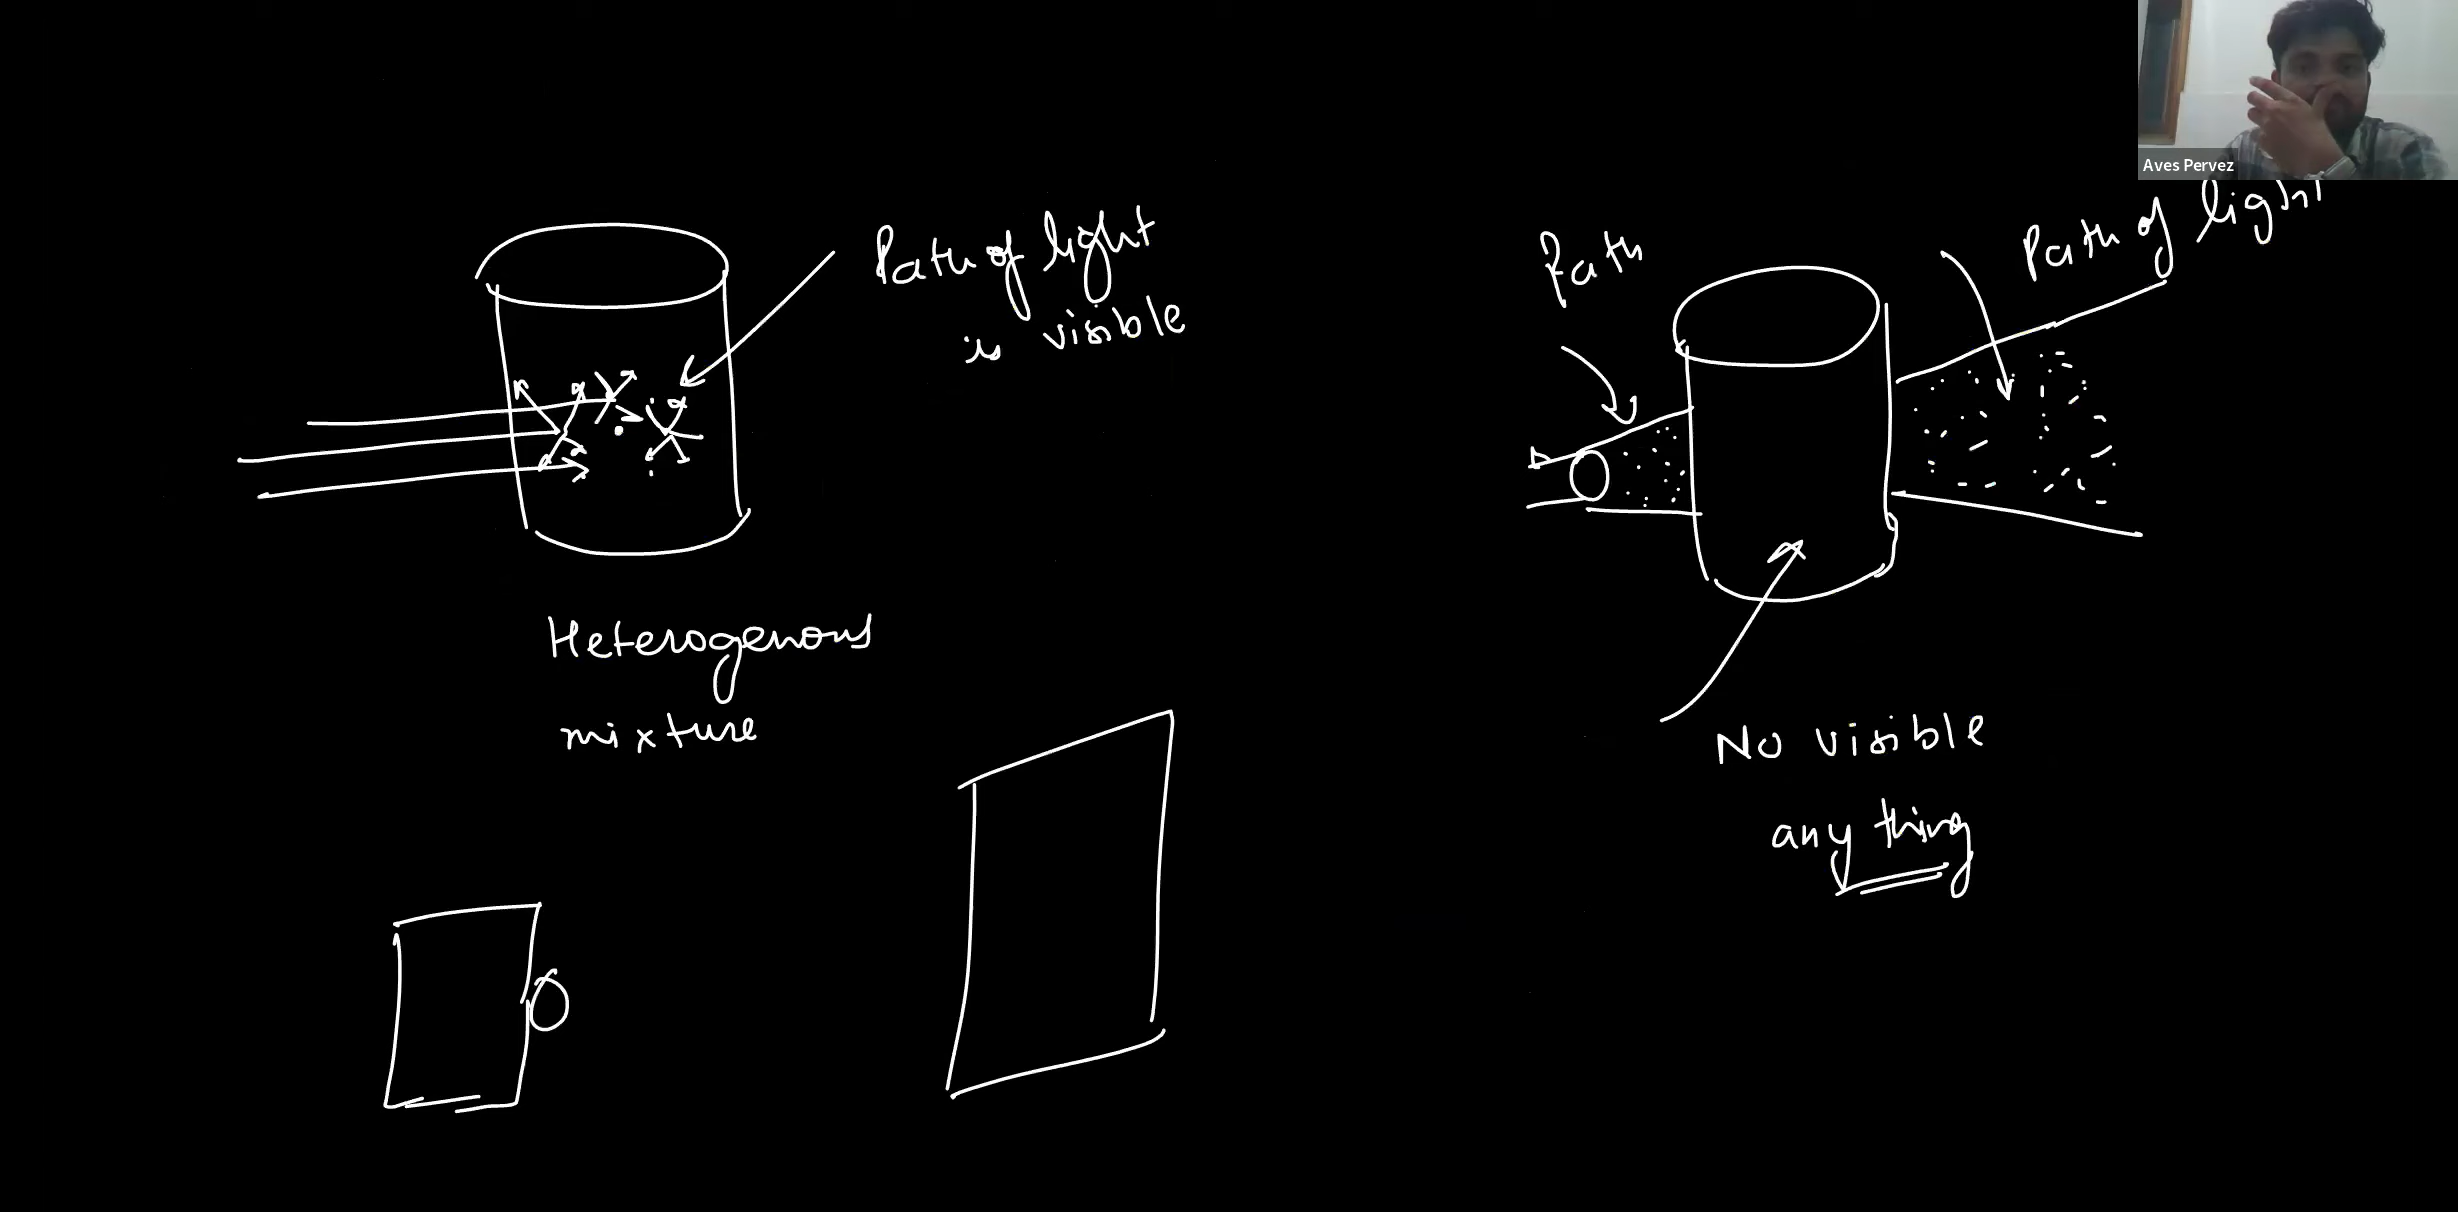 Aves Pervez
Path of light
is visible
Path
Path of light
Heterogenous
mixture
No visible
any thing